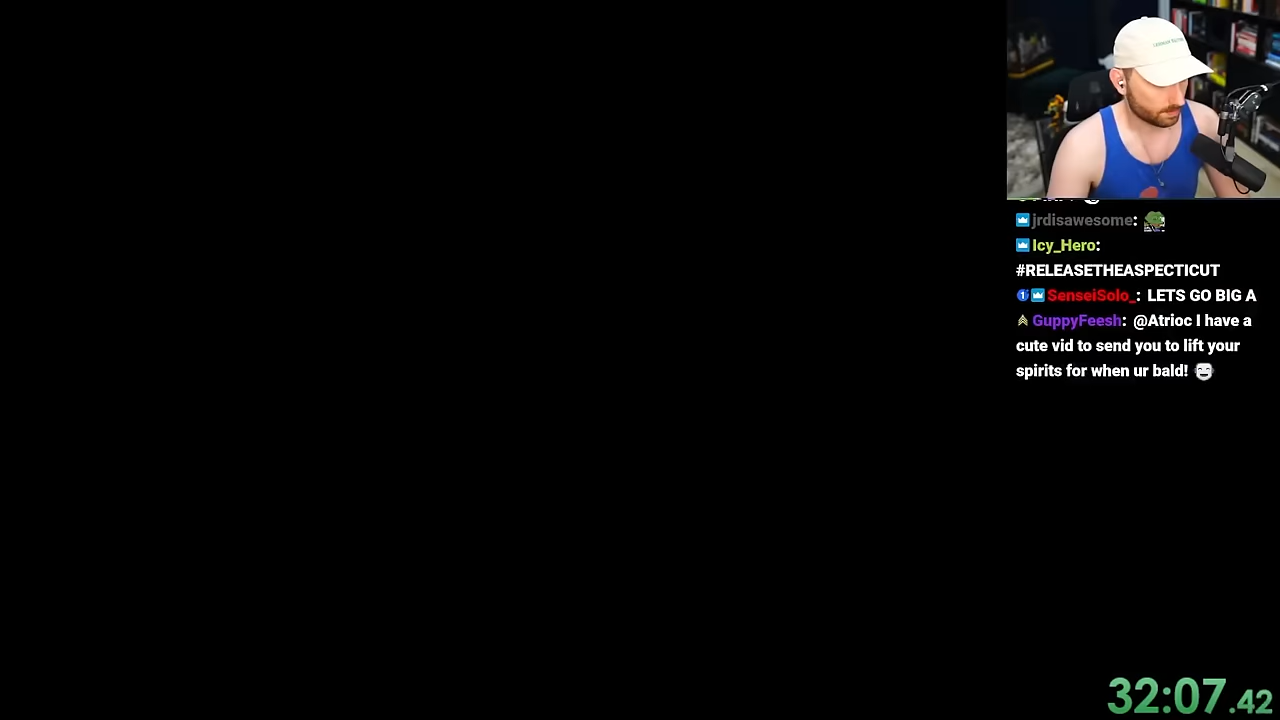 jrdisawesome:
Icy_Hero:
#RELEASETHEASPECTICUT
1 SenseiSolo_: LETS GO BIG A
GuppyFeesh: @Atrioc I have a
cute vid to send you to lift your
spirits for when ur bald!
32:07.42